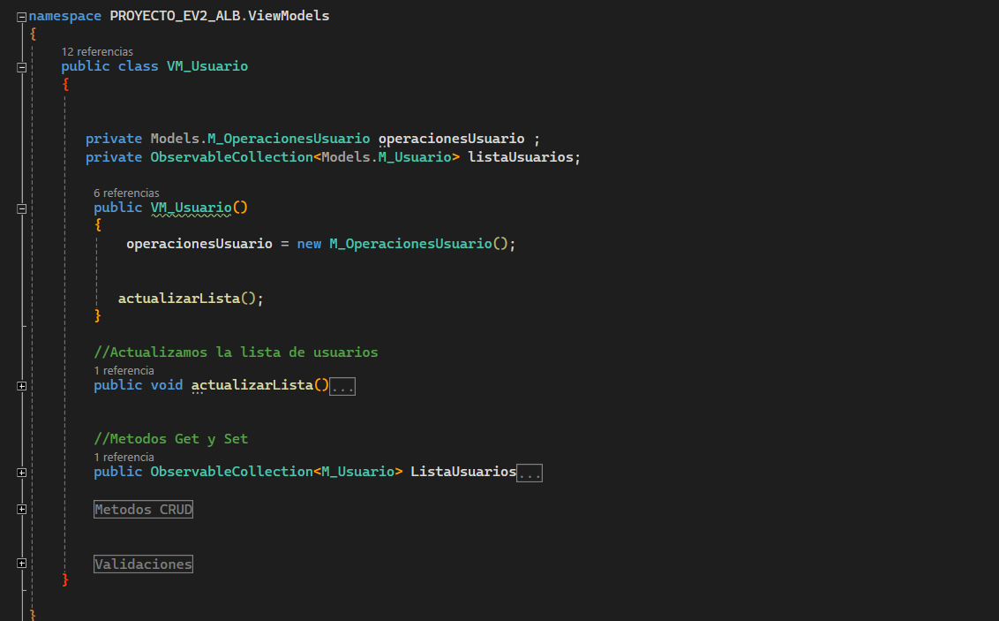 namespace PROYECTO_EV2_ALB.ViewModels
{
12 referencias
public class VM_Usuario
{
private Models.M_OperacionesUsuario operacionesUsuario ;
private ObservableCollection<Models.M_Usuario> listaUsuarios;
6 referencias
public VM_Usuario()
{
operacionesUsuario = new M_OperacionesUsuario();
actualizarLista();
}
//Actualizamos la lista de usuarios
1 referencia
public void actualizarLista()...
//Metodos Get y Set
1 referencia
public ObservableCollection<M_Usuario> ListaUsuarios...
Metodos CRUD
Validaciones
}
}